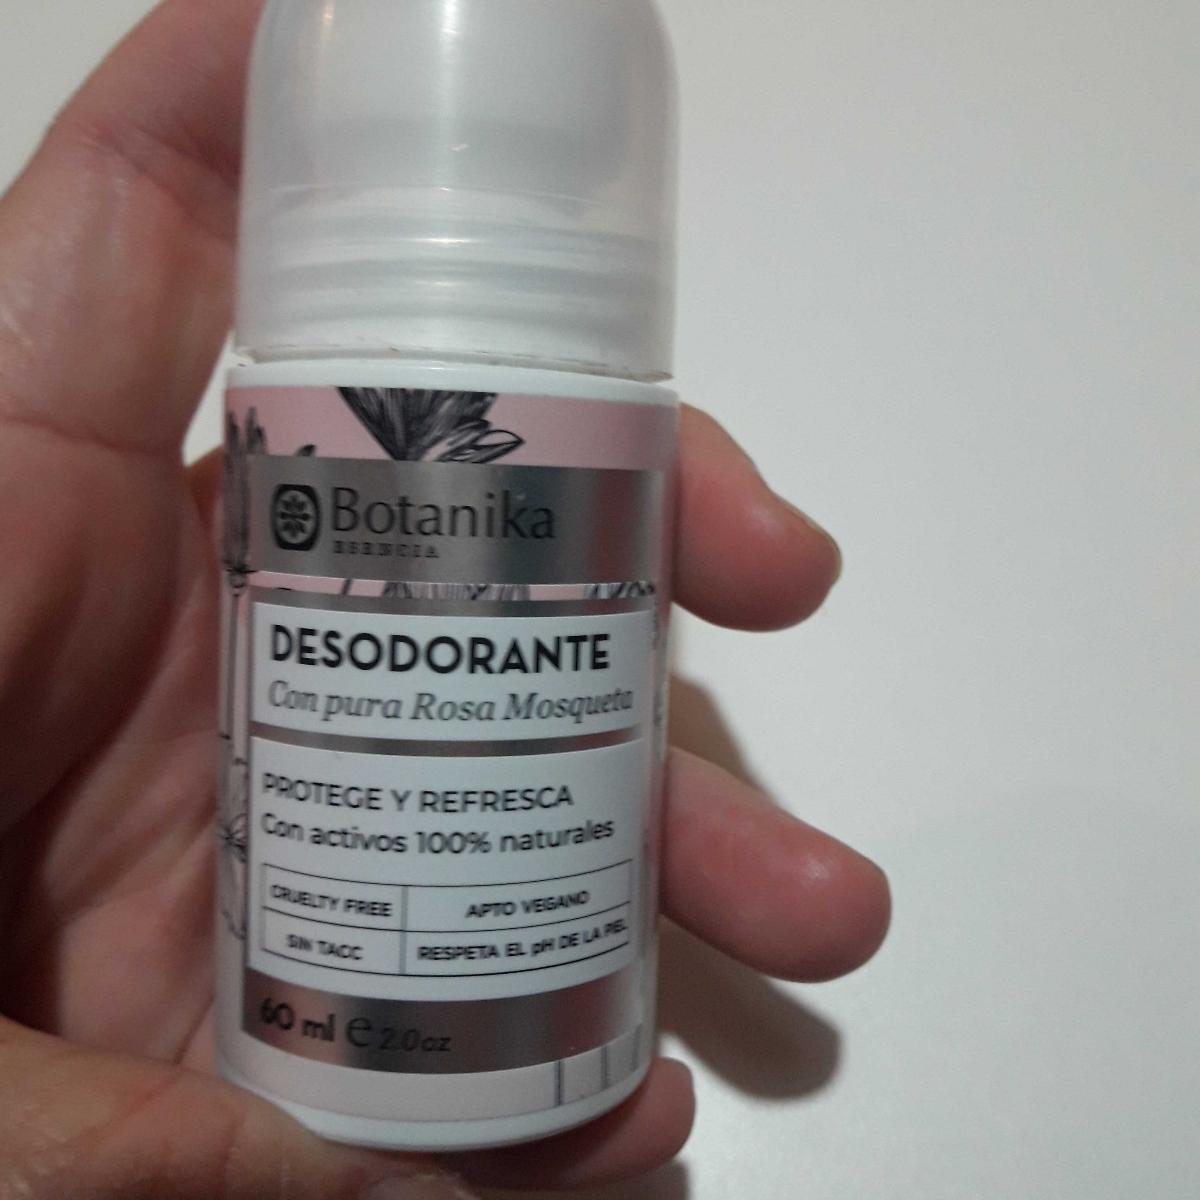 Botanika
ESENCIA
DESODORANTE
Con pura Rosa Mosqueta
PROTEGE Y REFRESCA
Con activos 100% naturales
CRUELTY FREE
APTO VEGANO
SIN TACC
RESPETA EL pH DE LA PIEL
60 ml ℮ 2.0oz